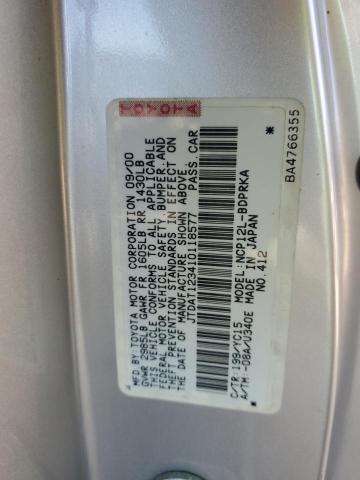 TOYOTA
MFD. BY: TOYOTA MOTOR CORPORATION 09/00
GVWR 2985LB GAWR FR 1605LB RR 1430LB
THIS VEHICLE CONFORMS TO ALL APPLICABLE
FEDERAL MOTOR VEHICLE SAFETY, BUMPER, AND
THEFT PREVENTION STANDARDS IN EFFECT ON
THE DATE OF MANUFACTURE SHOWN ABOVE.
JTDAT123410118577 PASS. CAR
*
C/TR: 199/YC15 MODEL: NCP12L-BDPRKA
A/TM: -08A/U340E MADE IN JAPAN
NO. 412
*
BA4766355